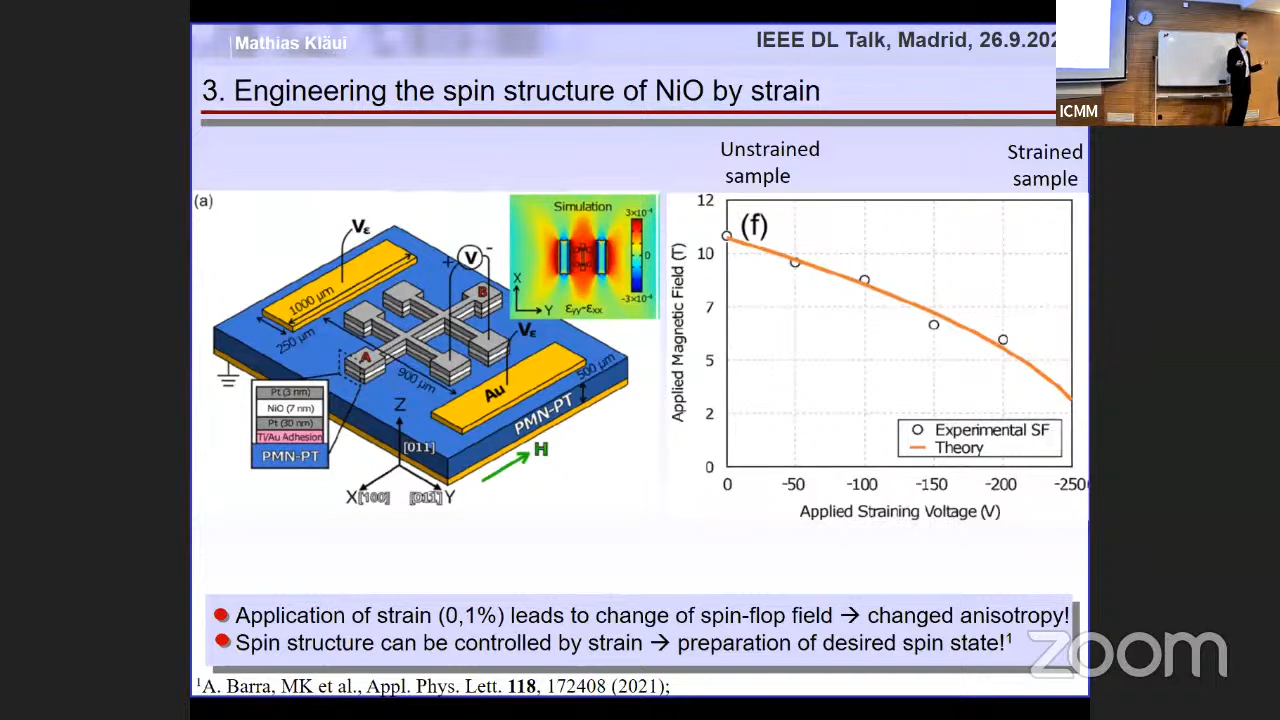 Mathias Kläui
IEEE DL Talk, Madrid, 26.9.202
ICMM
3. Engineering the spin structure of NiO by strain
Unstrained
sample
Strained
sample
(a)
Vε
1000 µm
250 µm
V
+
-
B
A
900 µm
Vε
Au
500 µm
PMN-PT
H
Z
[011]
X[100]
[01̅1]Y
Pt (3 nm)
NiO (7 nm)
Pt (30 nm)
Ti/Au Adhesion
PMN-PT
Simulation
3×10⁻⁴
0
-3×10⁻⁴
X
Y
εyy-εxx
(f)
Applied Magnetic Field (T)
12
10
7
5
2
0
Experimental SF
Theory
0 -50 -100 -150 -200 -250
Applied Straining Voltage (V)
Application of strain (0,1%) leads to change of spin-flop field → changed anisotropy!
Spin structure can be controlled by strain → preparation of desired spin state!¹
zoom
¹A. Barra, MK et al., Appl. Phys. Lett. 118, 172408 (2021);